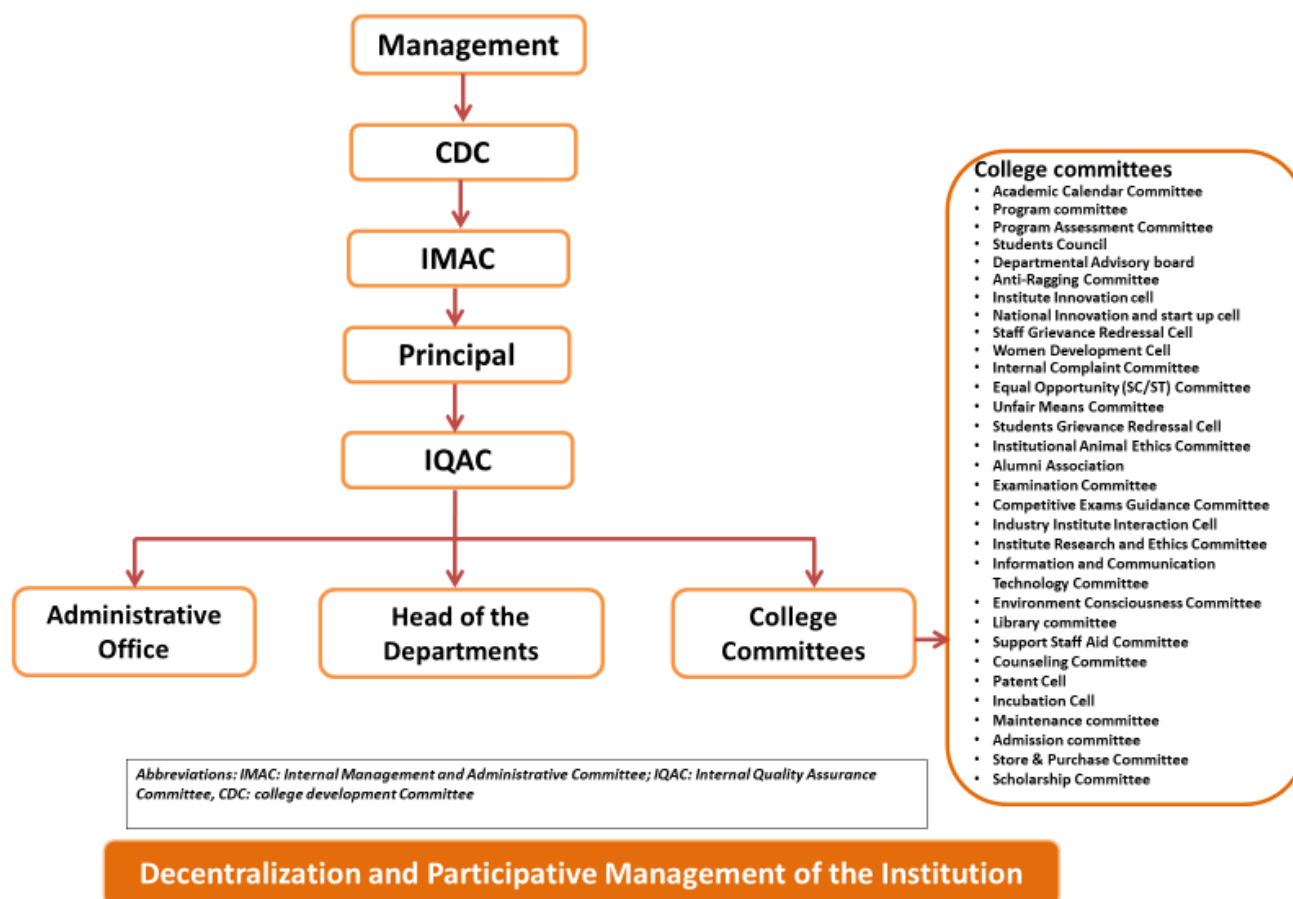 Management
CDC
IMAC
Principal
IQAC
Administrative
Office
Head of the
Departments
College
Committees
College committees
• Academic Calendar Committee
• Program committee
• Program Assessment Committee
• Students Council
• Departmental Advisory board
• Anti-Ragging Committee
• Institute Innovation cell
• National Innovation and start up cell
• Staff Grievance Redressal Cell
• Women Development Cell
• Internal Complaint Committee
• Equal Opportunity (SC/ST) Committee
• Unfair Means Committee
• Students Grievance Redressal Cell
• Institutional Animal Ethics Committee
• Alumni Association
• Examination Committee
• Competitive Exams Guidance Committee
• Industry Institute Interaction Cell
• Institute Research and Ethics Committee
• Information and Communication
Technology Committee
• Environment Consciousness Committee
• Library committee
• Support Staff Aid Committee
• Counseling Committee
• Patent Cell
• Incubation Cell
• Maintenance committee
• Admission committee
• Store & Purchase Committee
• Scholarship Committee
Abbreviations: IMAC: Internal Management and Administrative Committee; IQAC: Internal Quality Assurance
Committee, CDC: college development Committee
Decentralization and Participative Management of the Institution